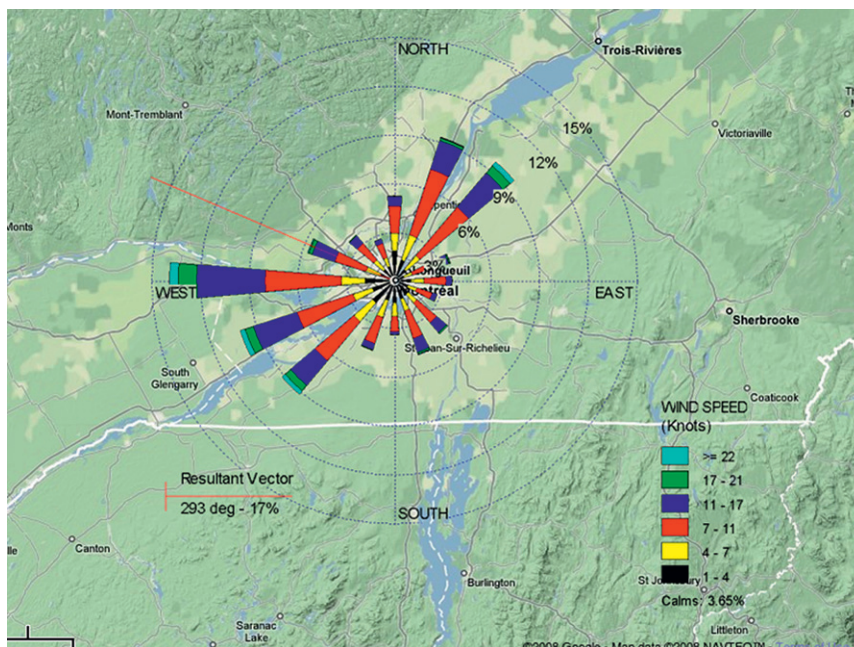 NORTH
Trois-Rivières
Mont-Tremblant
15%
Victoriaville
12%
9%
Monts
6%
3%
Longueuil
Montréal
WEST
EAST
Sherbrooke
South
Glengarry
Coaticook
WIND SPEED
(Knots)
>= 22
17 - 21
11 - 17
7 - 11
4 - 7
1 - 4
Calms: 3.65%
Resultant Vector
293 deg - 17%
SOUTH
Canton
Burlington
Saranac
Lake
Littleton